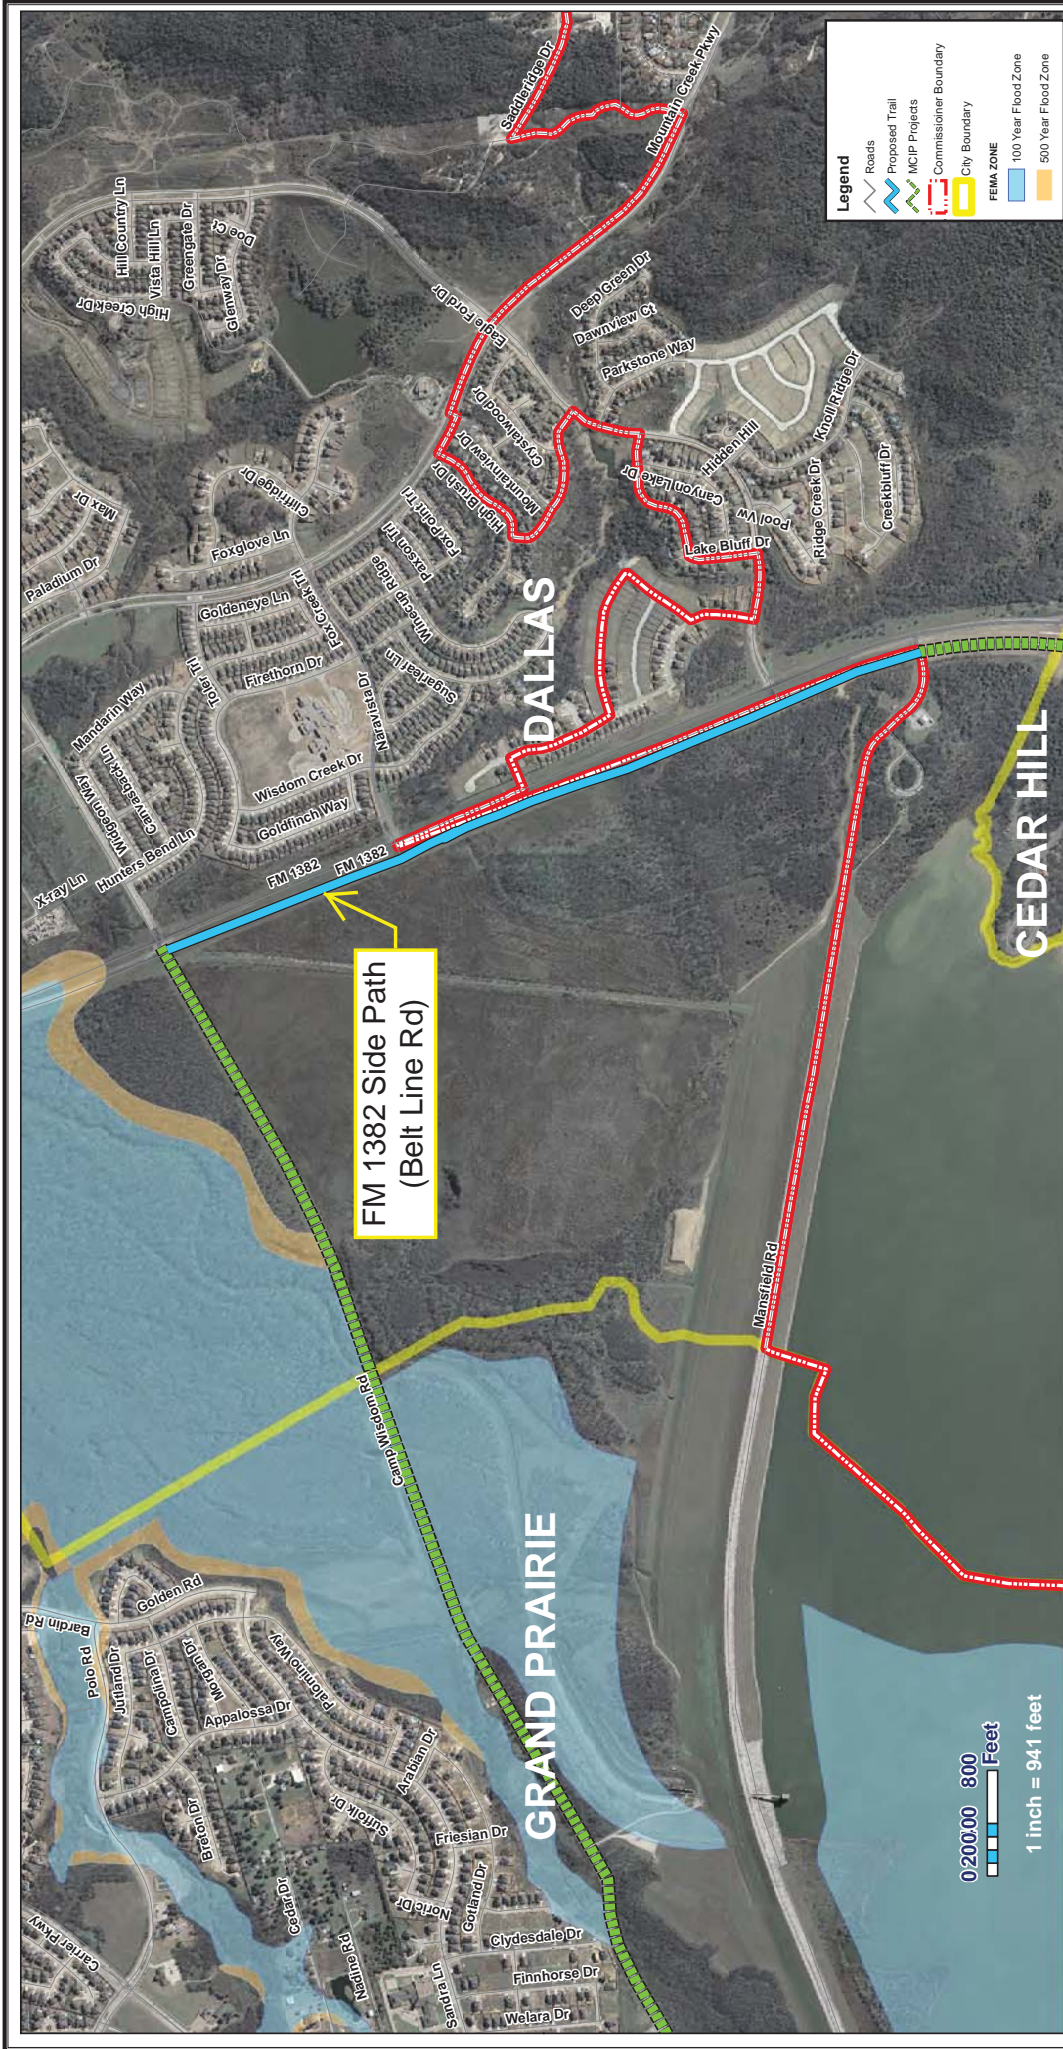 Saddleridge Dr
Mountain Creek Pkwy
Hill Country Ln
Vista Hill Ln
Greengate Dr
Doe Ct
High Creek Dr
Glenway Dr
Eagle Ford Dr
Deep Green Dr
Dawnview Ct
Parkstone Way
Knoll Ridge Dr
Hidden Hill
Canyon Lake Dr
Pool Vw
Ridge Creek Dr
Creekbluff Dr
Lake Bluff Dr
Crystalwood Dr
Mountainview Dr
High Brush Dr
Fox Point Trl
Paxson Trl
Winecup Ridge
Sugarleaf Ln
Max Dr
Paladium Dr
Cliffridge Dr
Foxglove Ln
Goldeneye Ln
Fox Creek Trl
Toler Trl
Firethorn Dr
Naravista Dr
Mandarin Way
Widgeon Way
Canvasback Ln
Hunters Bend Ln
Wisdom Creek Dr
Goldfinch Way
X-ray Ln
FM 1382
FM 1382
DALLAS
CEDAR HILL
FM 1382 Side Path
(Belt Line Rd)
Mansfield Rd
Camp Wisdom Rd
GRAND PRAIRIE
Bardin Rd
Polo Rd
Golden Rd
Jutland Dr
Campolina Dr
Morgan Dr
Palomino Way
Appalossa Dr
Breton Dr
Suffolk Dr
Arabian Dr
Friesian Dr
Gotland Dr
Noric Dr
Cedar Dr
Nadine Rd
Sandra Ln
Clydesdale Dr
Finnhorse Dr
Welara Dr
Carrier Pkwy
Legend
Roads
Proposed Trail
MCIP Projects
Commissioiner Boundary
City Boundary
FEMA ZONE
100 Year Flood Zone
500 Year Flood Zone
0 200400 800
Feet
1 inch = 941 feet